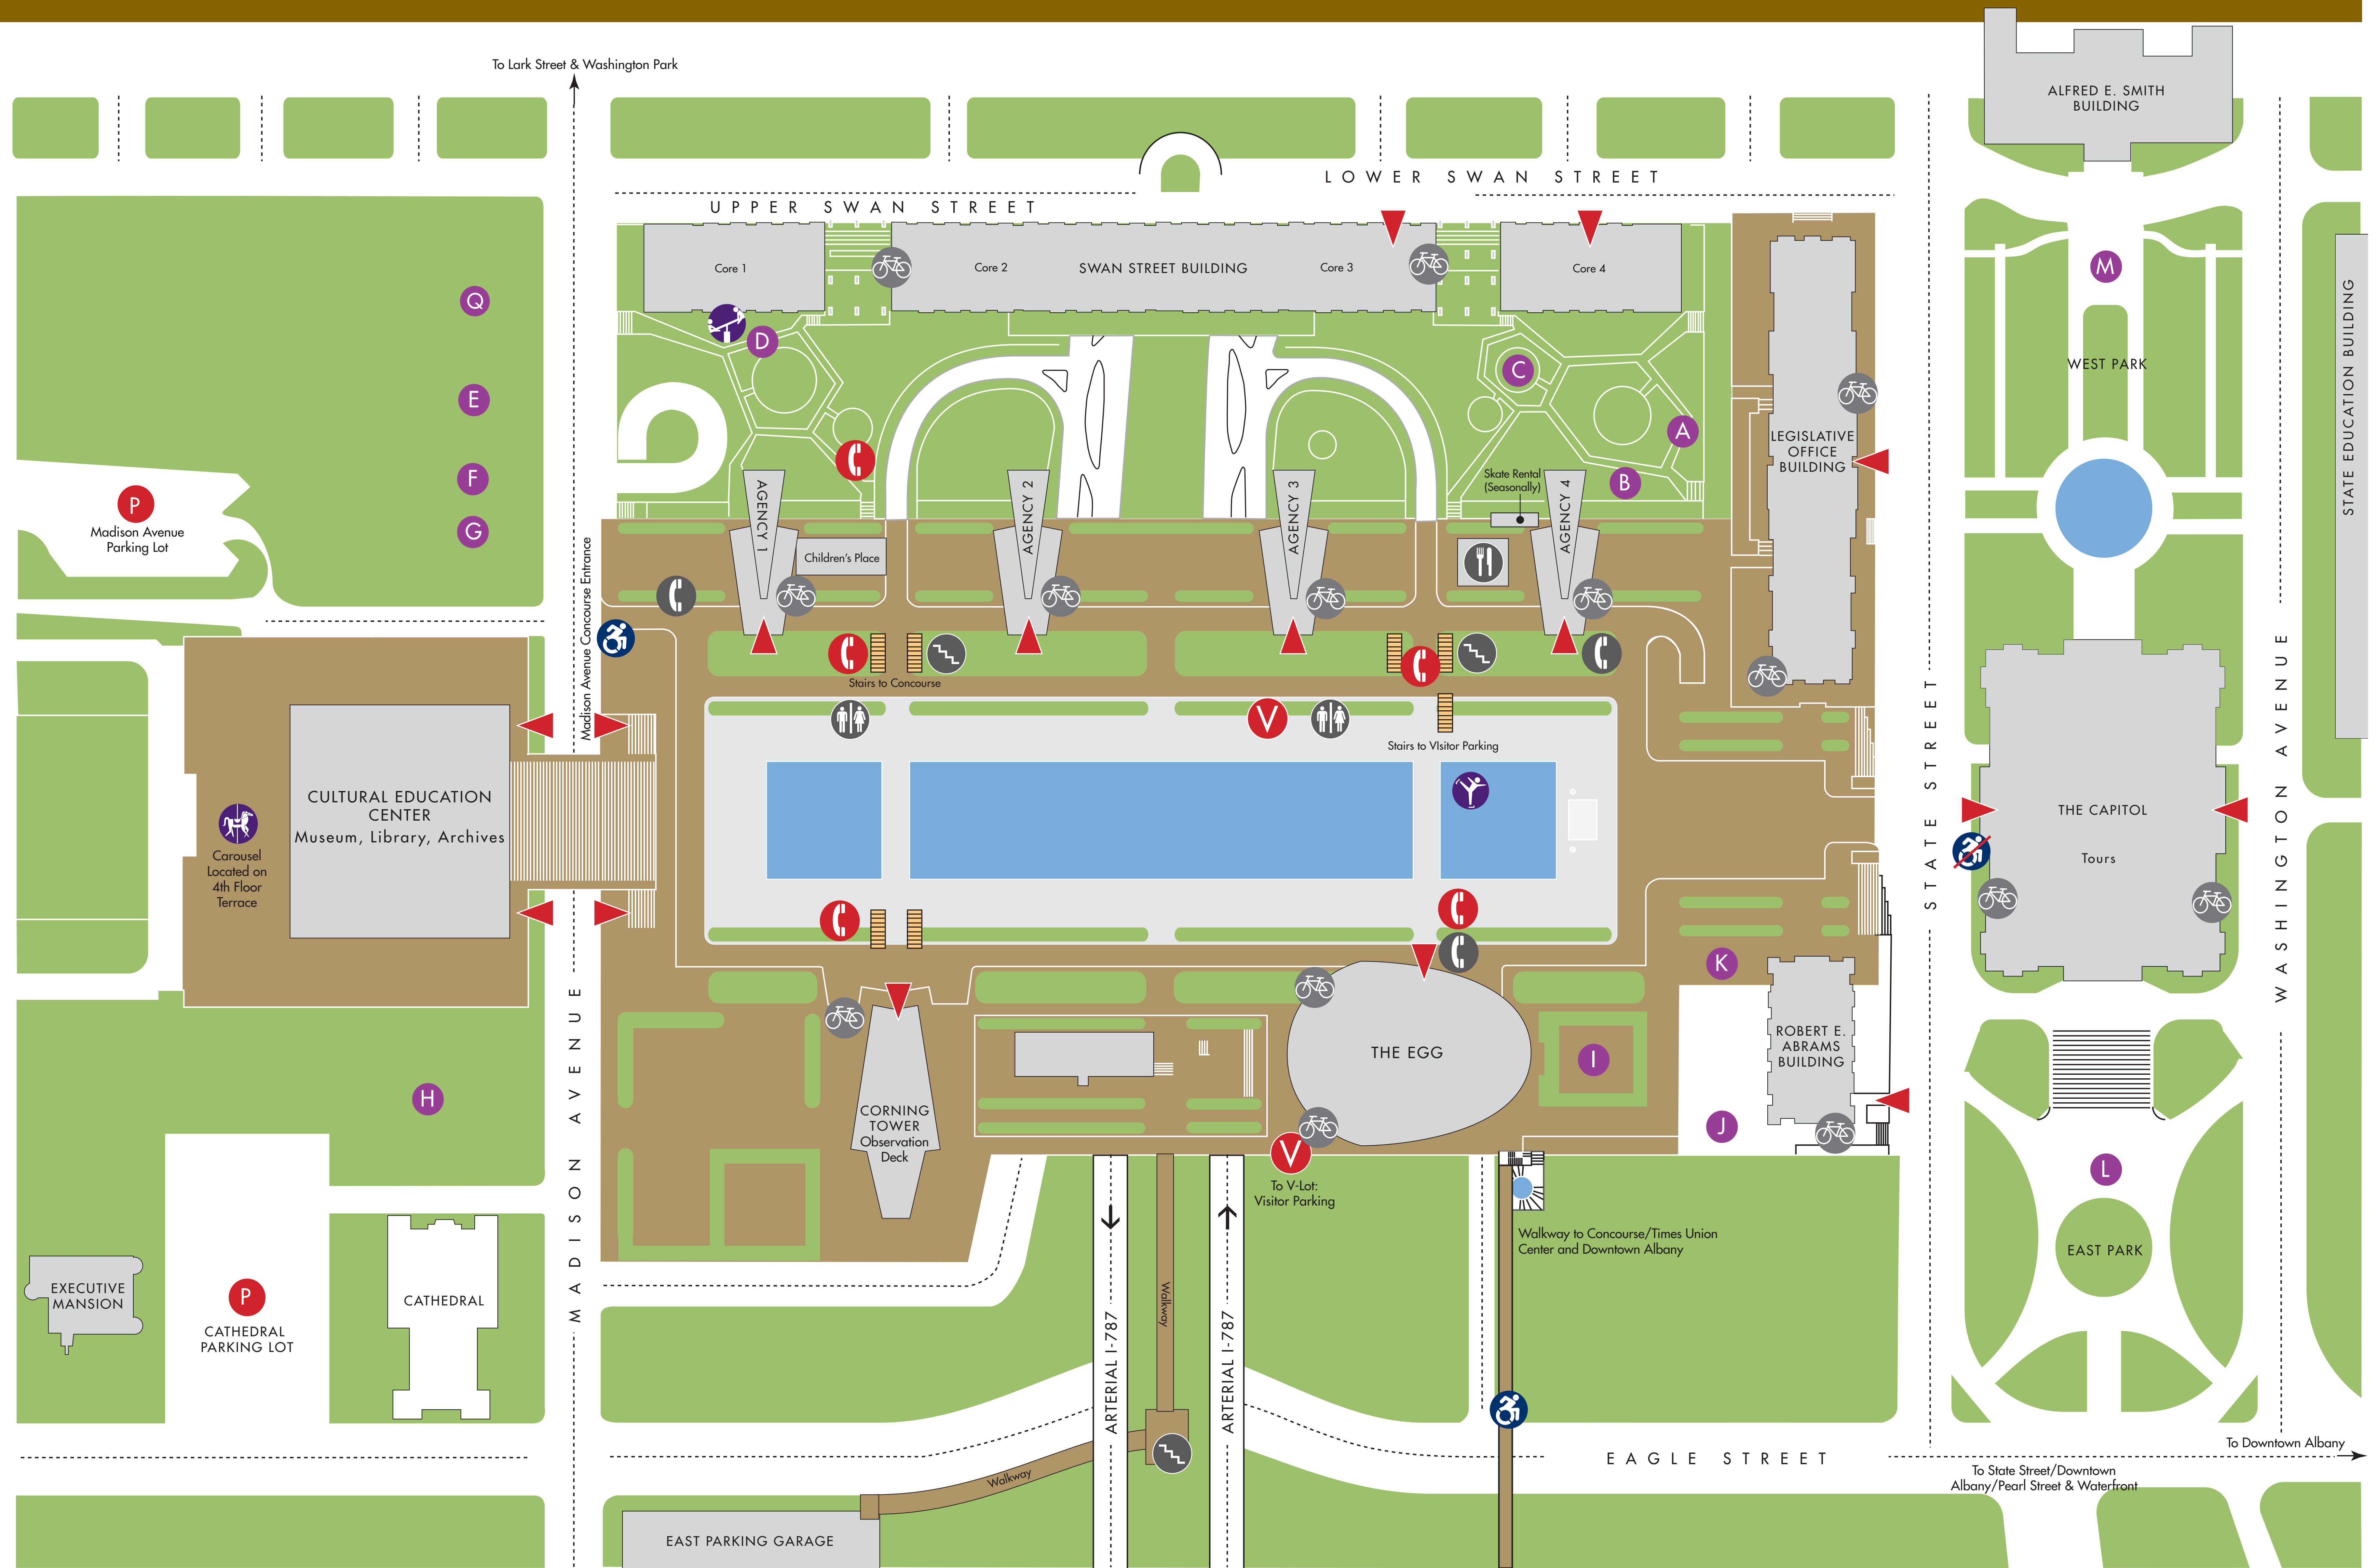 To Lark Street & Washington Park
ALFRED E. SMITH
BUILDING
LOWER SWAN STREET
UPPER SWAN STREET
Core 1
Core 2
SWAN STREET BUILDING
Core 3
Core 4
M
Q
D
C
WEST PARK
E
A
LEGISLATIVE
OFFICE
BUILDING
STATE EDUCATION BUILDING
F
P
Madison Avenue
Parking Lot
G
B
Skate Rental
(Seasonally)
AGENCY 1
AGENCY 2
AGENCY 3
AGENCY 4
Children's Place
Madison Avenue Concourse Entrance
Stairs to Concourse
V
Stairs to VIsitor Parking
CULTURAL EDUCATION
CENTER
Museum, Library, Archives
Carousel
Located on
4th Floor
Terrace
STATE STREET
THE CAPITOL
Tours
WASHINGTON AVENUE
K
MADISON AVENUE
H
CORNING
TOWER
Observation
Deck
THE EGG
I
ROBERT E.
ABRAMS
BUILDING
J
V
To V-Lot:
Visitor Parking
L
EAST PARK
Walkway to Concourse/Times Union
Center and Downtown Albany
EXECUTIVE
MANSION
P
CATHEDRAL
PARKING LOT
CATHEDRAL
ARTERIAL I-787
Walkway
ARTERIAL I-787
EAGLE STREET
To Downtown Albany
To State Street/Downtown
Albany/Pearl Street & Waterfront
Walkway
EAST PARKING GARAGE